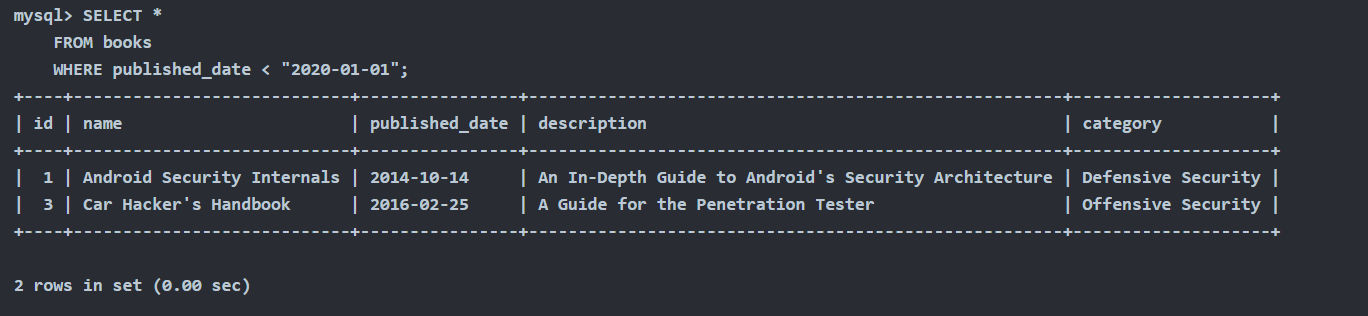 mysql> SELECT *
    FROM books
    WHERE published_date < "2020-01-01";
+----+----------------------------+----------------+------------------------------------------------------+--------------------+
| id | name                       | published_date | description                                          | category           |
+----+----------------------------+----------------+------------------------------------------------------+--------------------+
|  1 | Android Security Internals | 2014-10-14     | An In-Depth Guide to Android's Security Architecture | Defensive Security |
|  3 | Car Hacker's Handbook      | 2016-02-25     | A Guide for the Penetration Tester                   | Offensive Security |
+----+----------------------------+----------------+------------------------------------------------------+--------------------+
2 rows in set (0.00 sec)